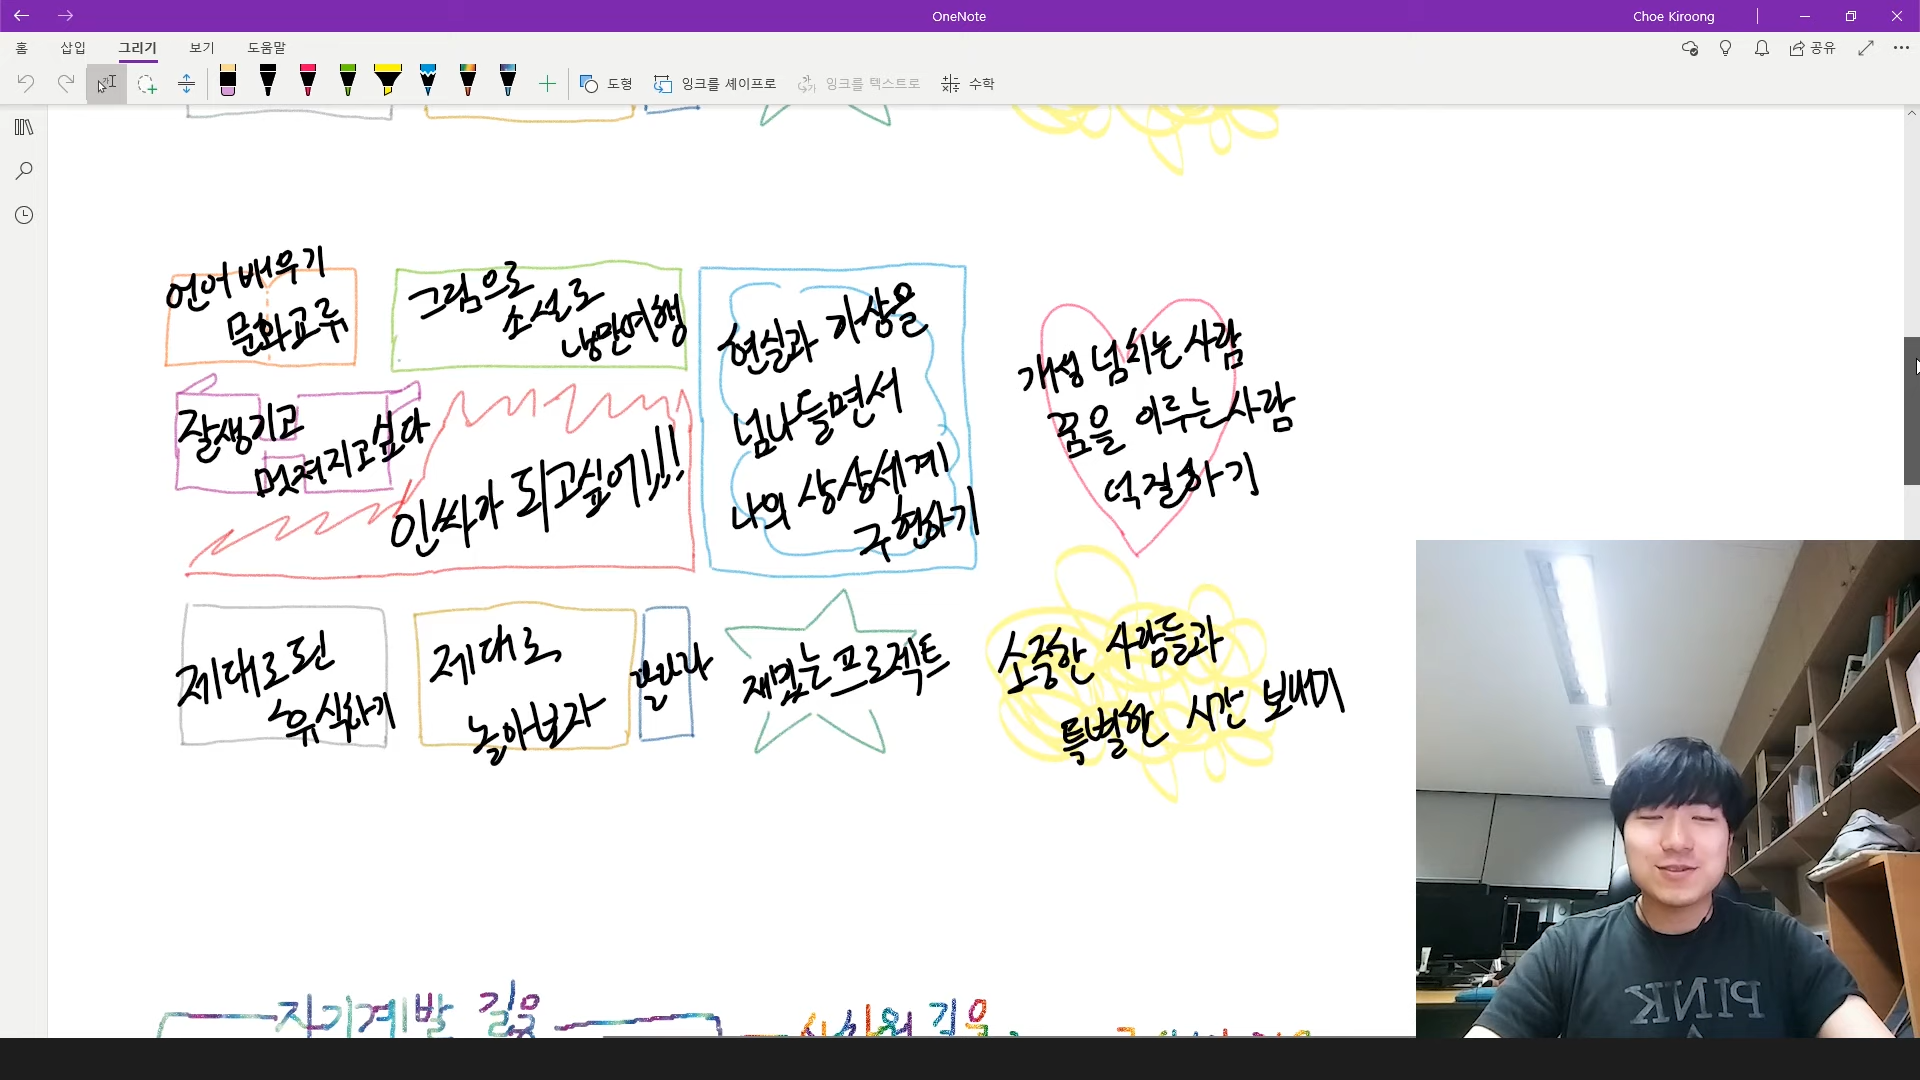 OneNote
Choe Kiroong
홈 삽입 그리기 보기 도움말
공유
도형 잉크를 셰이프로 잉크를 텍스트로 수학
언어 배우기
문화교류
그림으로
소설로
낭만여행
현실과 가상을
넘나들면서
나의 상상세계
구현하기
잘생기고
멋져지고싶다
인싸가 되고싶어!!!
개성 넘치는 사람
꿈을 이루는 사람
덕질하기
제대로된
휴식하기
제대로
놀아보자
재밌는 프로젝트
소중한 사람들과
특별한 시간 보내기
자기계발 길음
PINK